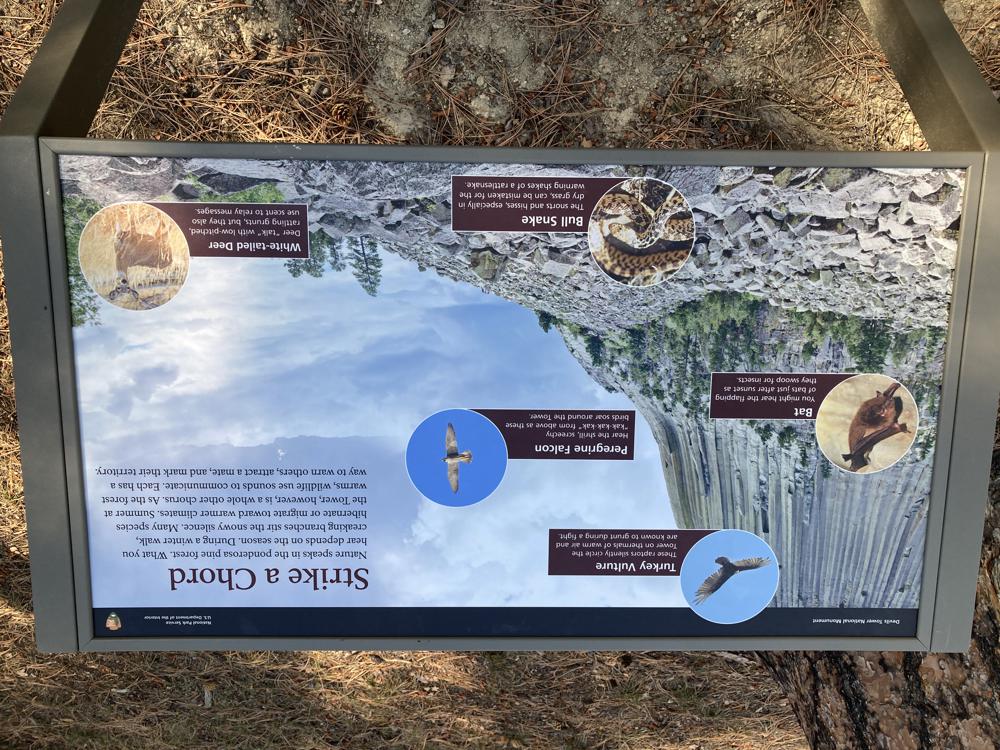 Devils Tower National Monument
National Park Service
U.S. Department of the Interior
Strike a Chord
Nature speaks in the ponderosa pine forest. What you
hear depends on the season. During a winter walk,
creaking branches stir the snowy silence. Many species
hibernate or migrate toward warmer climates. Summer at
the Tower, however, is a whole other chorus. As the forest
warms, wildlife use sounds to communicate. Each has a
way to warn others, attract a mate, and mark their territory.
Turkey Vulture
These raptors silently circle the
Tower on thermals of warm air and
are known to grunt during a fight.
Peregrine Falcon
Hear the shrill, screechy
"kak-kak-kak" from above as these
birds soar around the Tower.
Bat
You might hear the flapping
of bats just after sunset as
they swoop for insects.
Bull Snake
The snorts and hisses, especially in
dry grass, can be mistaken for the
warning shakes of a rattlesnake.
White-tailed Deer
Deer "talk" with low-pitched,
rattling grunts, but they also
use scent to relay messages.